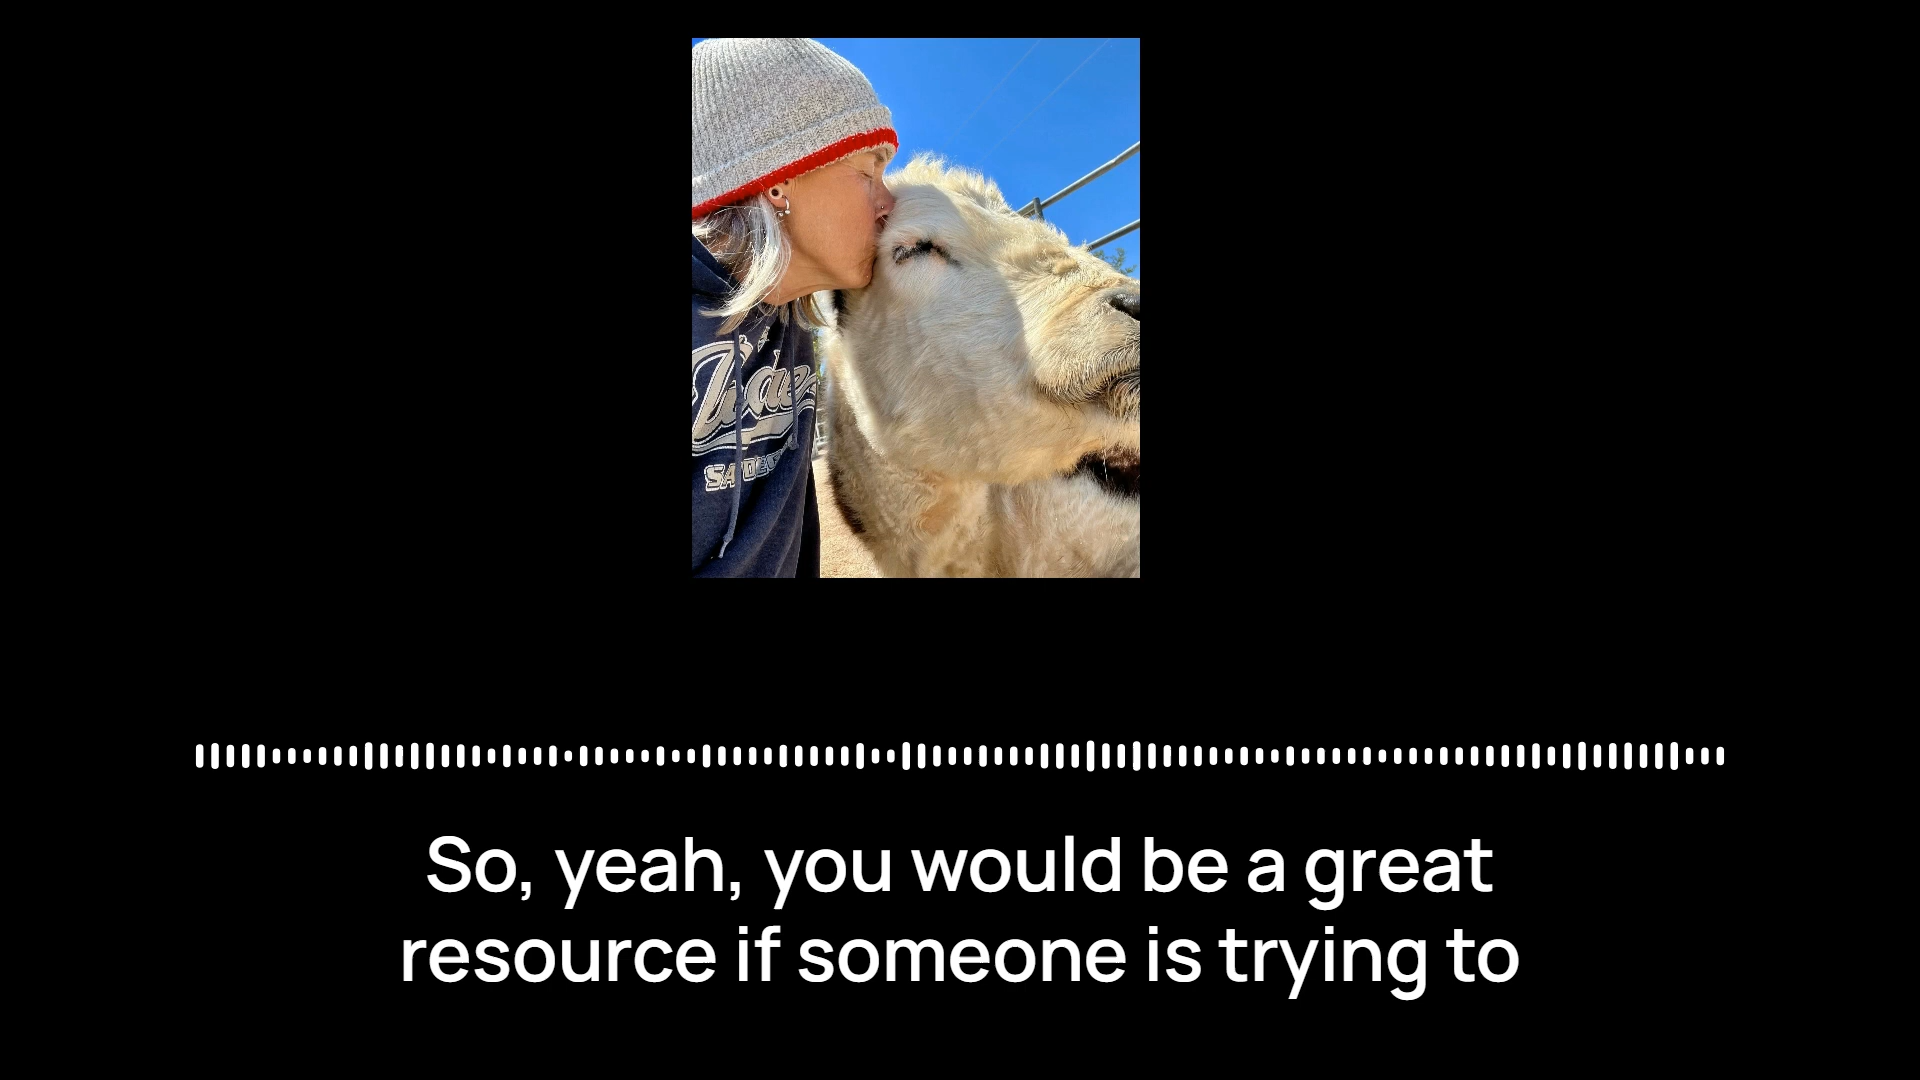 So, yeah, you would be a great
resource if someone is trying to